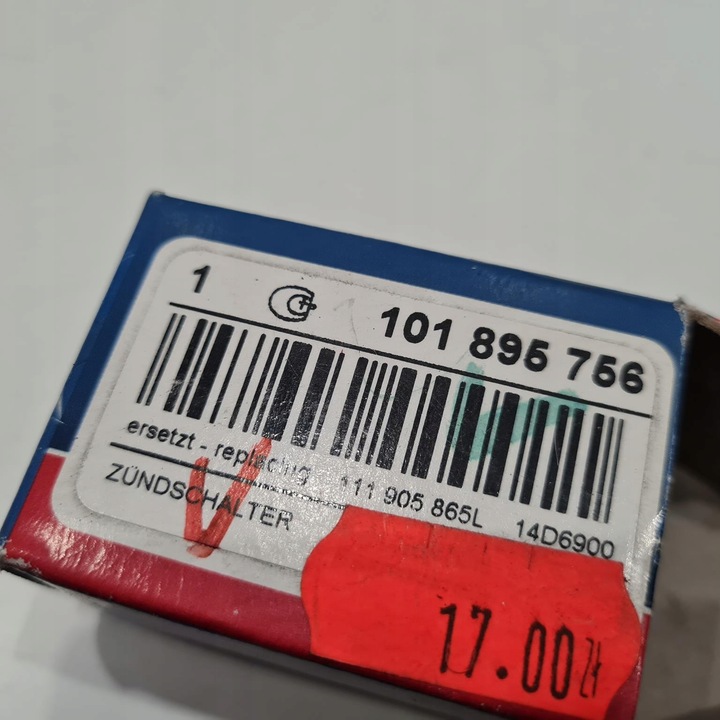 1 101 895 756
ersetzt - replacing 111 905 865L 14D6900
ZÜNDSCHALTER
17.00zł